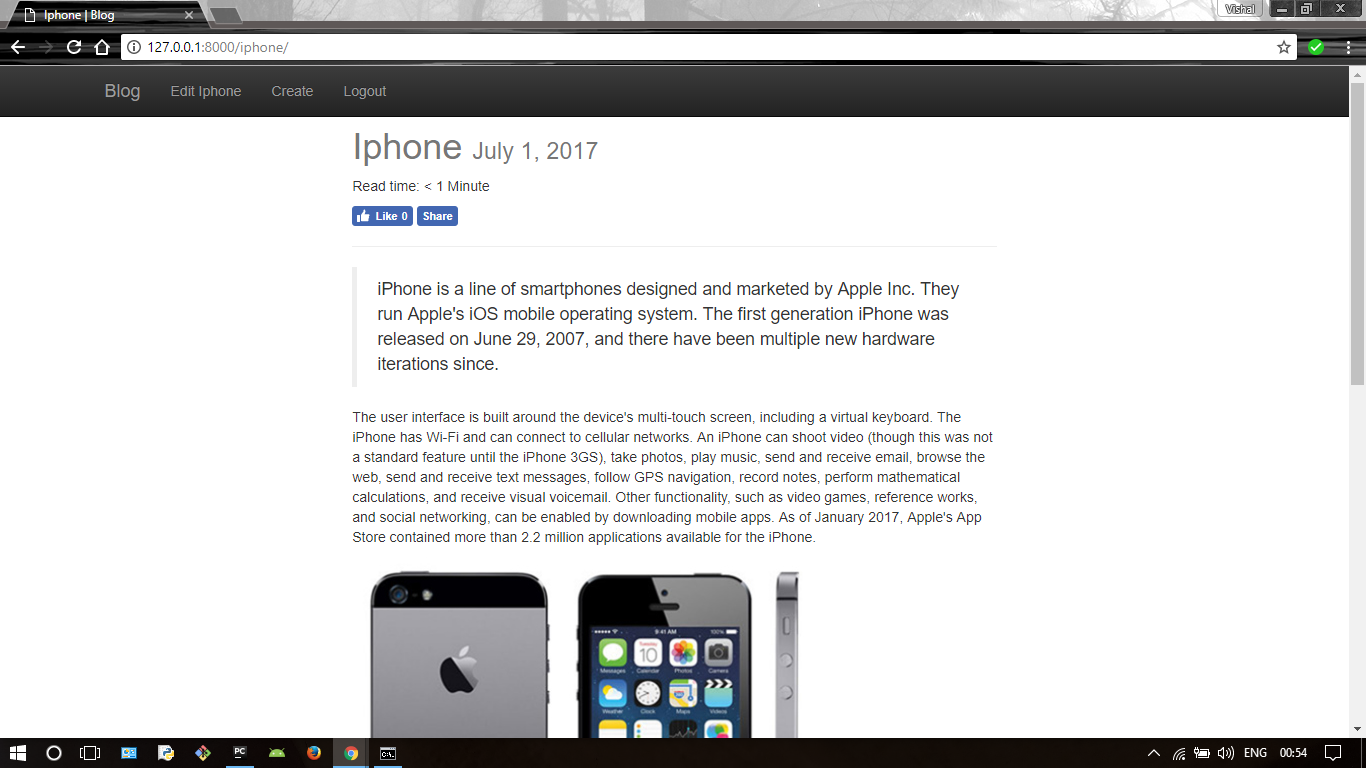 Iphone | Blog
Vishal
127.0.0.1:8000/iphone/
Blog Edit Iphone Create Logout
Iphone July 1, 2017
Read time: < 1 Minute
Like 0 Share
iPhone is a line of smartphones designed and marketed by Apple Inc. They
run Apple's iOS mobile operating system. The first generation iPhone was
released on June 29, 2007, and there have been multiple new hardware
iterations since.
The user interface is built around the device's multi-touch screen, including a virtual keyboard. The
iPhone has Wi-Fi and can connect to cellular networks. An iPhone can shoot video (though this was not
a standard feature until the iPhone 3GS), take photos, play music, send and receive email, browse the
web, send and receive text messages, follow GPS navigation, record notes, perform mathematical
calculations, and receive visual voicemail. Other functionality, such as video games, reference works,
and social networking, can be enabled by downloading mobile apps. As of January 2017, Apple's App
Store contained more than 2.2 million applications available for the iPhone.
9:41 AM 100%
Tuesday
10
Messages Calendar Photos Camera
Weather Clock Maps Videos
PC
C:\.
ENG 00:54